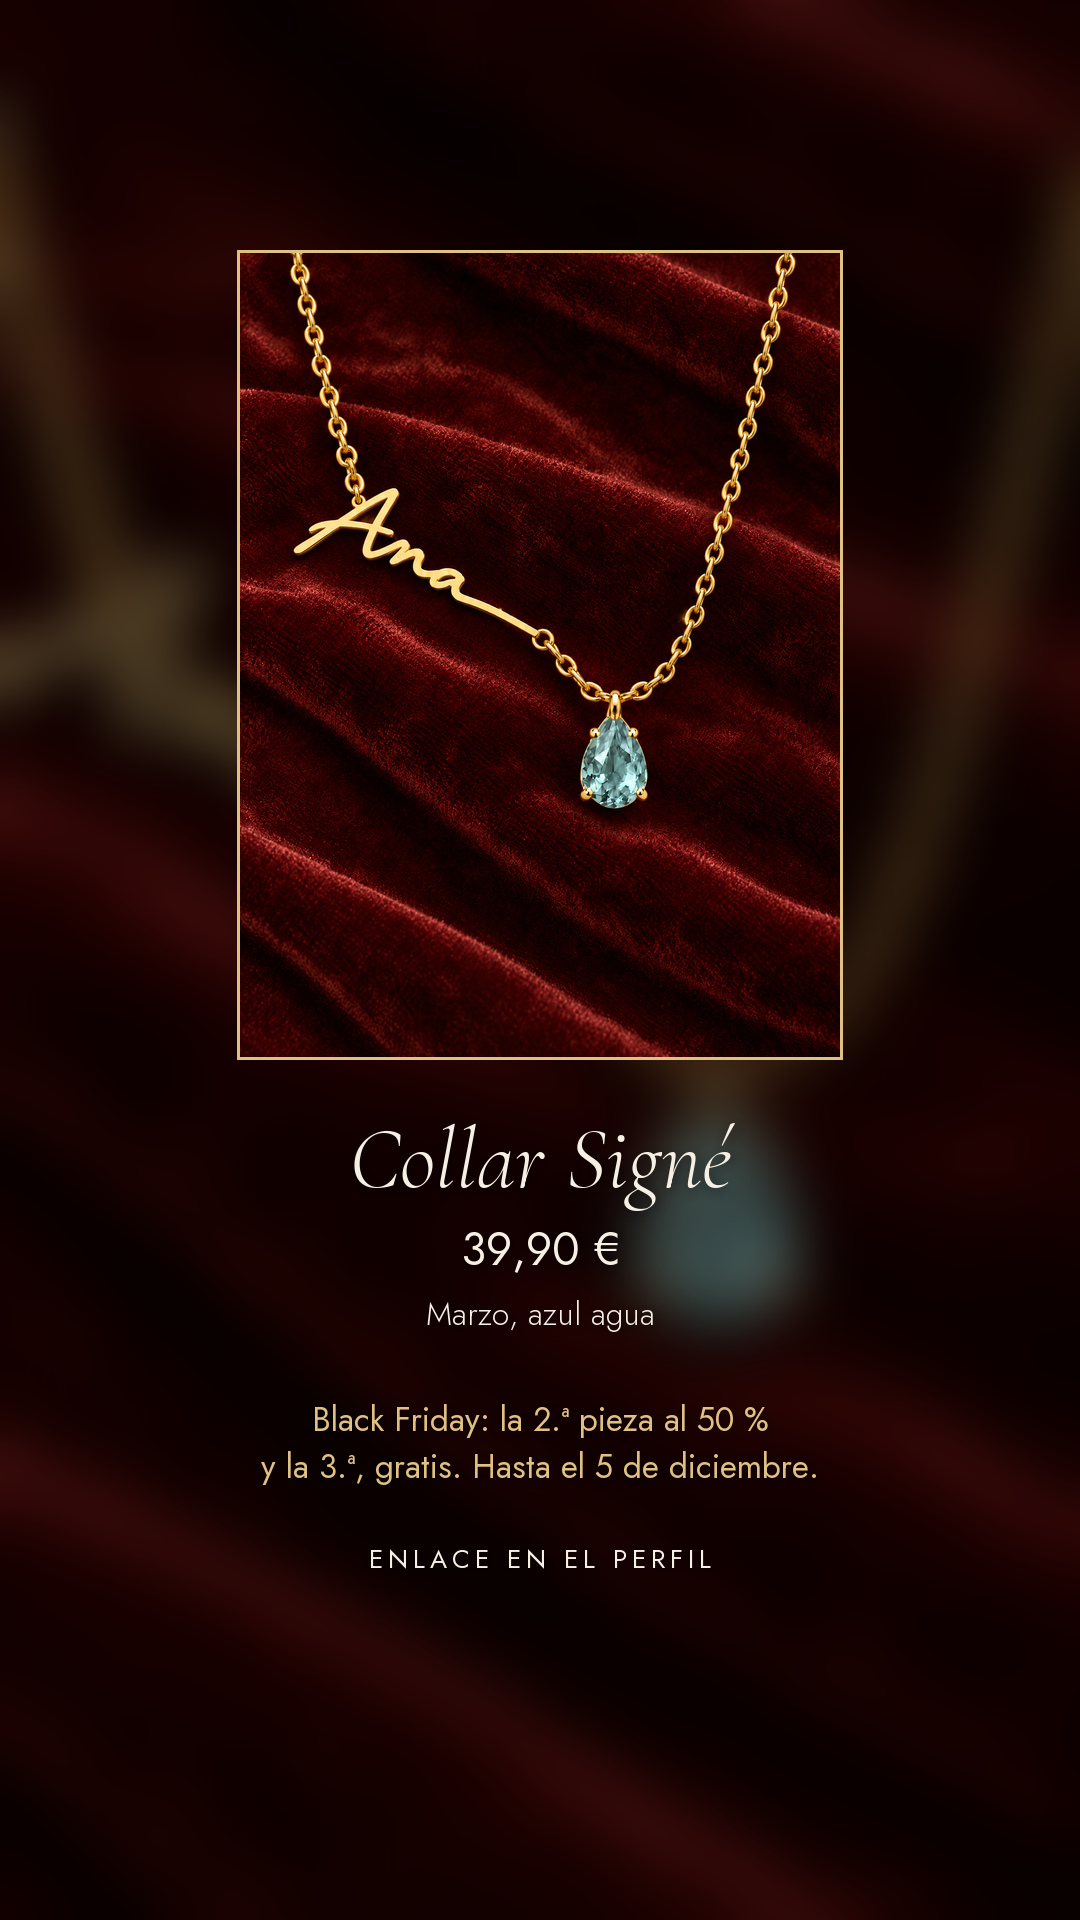 Ana
Collar Signé
39,90 €
Marzo, azul agua
Black Friday: la 2.ª pieza al 50 %
y la 3.ª, gratis. Hasta el 5 de diciembre.
ENLACE EN EL PERFIL